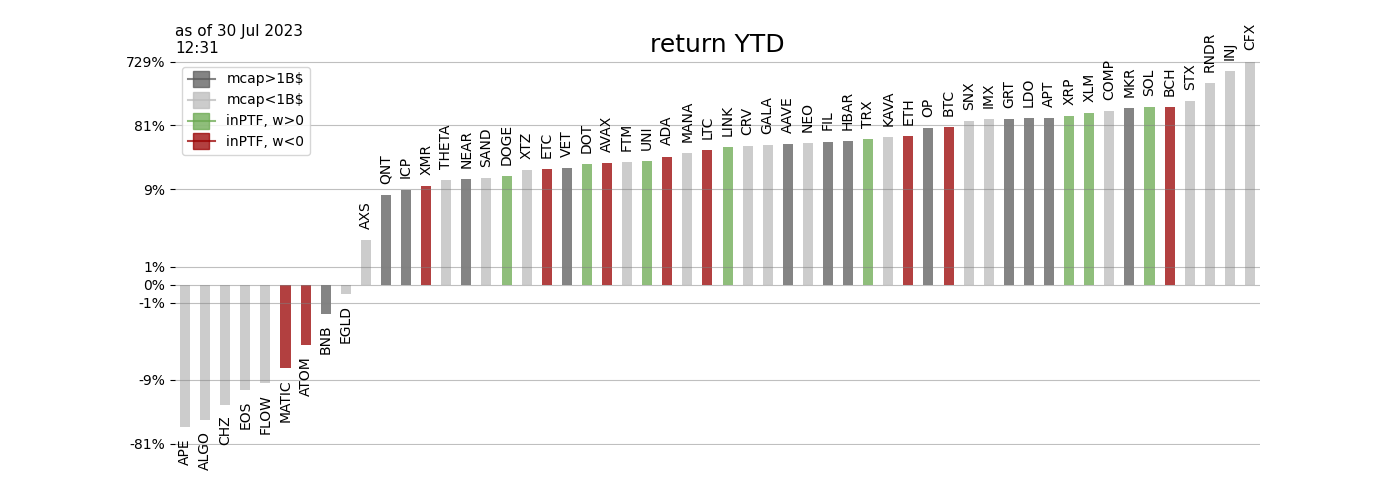 as of 30 Jul 2023
12:31
return YTD
729%
81%
9%
1%
0%
-1%
-9%
-81%
mcap>1B$
mcap<1B$
inPTF, w>0
inPTF, w<0
APE
ALGO
CHZ
EOS
FLOW
MATIC
ATOM
BNB
EGLD
AXS
QNT
ICP
XMR
THETA
NEAR
SAND
DOGE
XTZ
ETC
VET
DOT
AVAX
FTM
UNI
ADA
MANA
LTC
LINK
CRV
GALA
AAVE
NEO
FIL
HBAR
TRX
KAVA
ETH
OP
BTC
SNX
IMX
GRT
LDO
APT
XRP
XLM
COMP
MKR
SOL
BCH
STX
RNDR
INJ
CFX